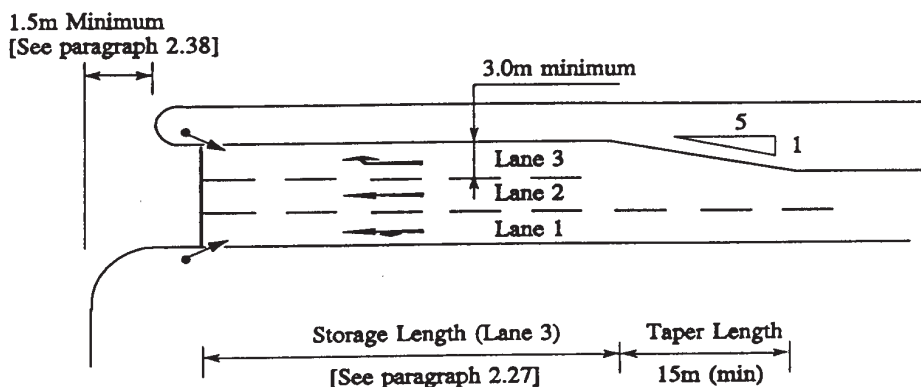 1.5m Minimum
[See paragraph 2.38]
3.0m minimum
5
1
Lane 3
Lane 2
Lane 1
Storage Length (Lane 3)
Taper Length
[See paragraph 2.27]
15m (min)